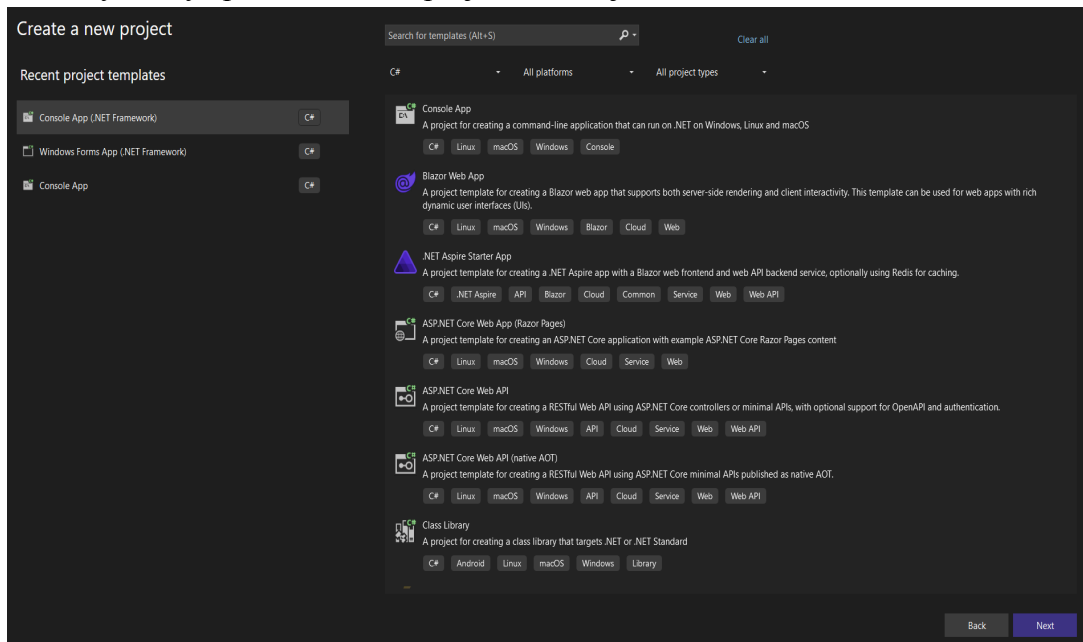 Create a new project
Recent project templates
Console App (.NET Framework) C#
Windows Forms App (.NET Framework) C#
Console App C#
Search for templates (Alt+S)
Clear all
C# All platforms All project types
Console App
A project for creating a command-line application that can run on .NET on Windows, Linux and macOS
C# Linux macOS Windows Console
Blazor Web App
A project template for creating a Blazor web app that supports both server-side rendering and client interactivity. This template can be used for web apps with rich
dynamic user interfaces (UIs).
C# Linux macOS Windows Blazor Cloud Web
.NET Aspire Starter App
A project template for creating a .NET Aspire app with a Blazor web frontend and web API backend service, optionally using Redis for caching.
C# .NET Aspire API Blazor Cloud Common Service Web Web API
ASP.NET Core Web App (Razor Pages)
A project template for creating an ASP.NET Core application with example ASP.NET Core Razor Pages content
C# Linux macOS Windows Cloud Service Web
ASP.NET Core Web API
A project template for creating a RESTful Web API using ASP.NET Core controllers or minimal APIs, with optional support for OpenAPI and authentication.
C# Linux macOS Windows API Cloud Service Web Web API
ASP.NET Core Web API (native AOT)
A project template for creating a RESTful Web API using ASP.NET Core minimal APIs published as native AOT.
C# Linux macOS Windows API Cloud Service Web Web API
Class Library
A project for creating a class library that targets .NET or .NET Standard
C# Android Linux macOS Windows Library
Back Next